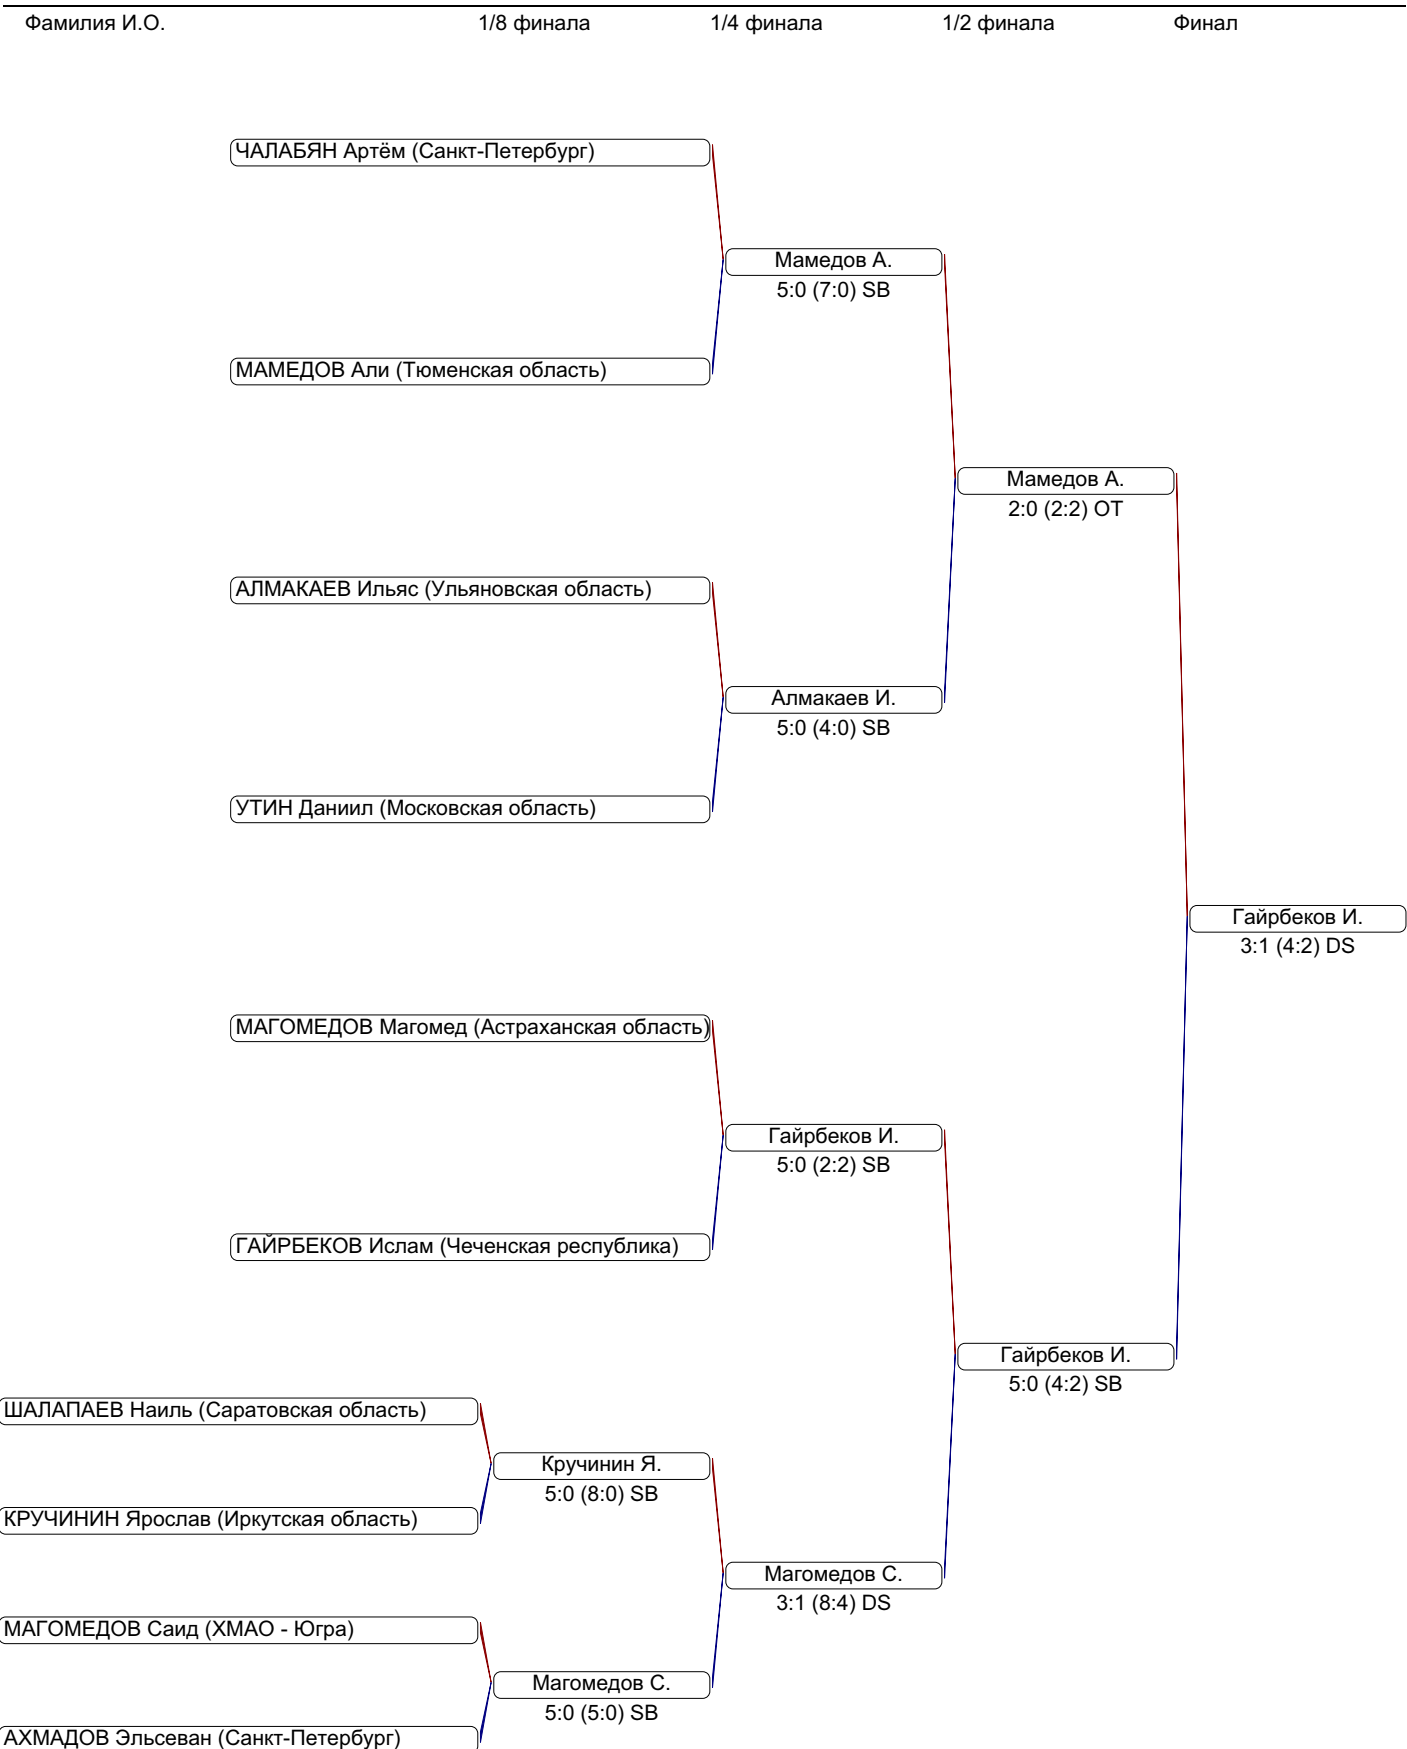 Фамилия И.О. 1/8 финала 1/4 финала 1/2 финала Финал
ЧАЛАБЯН Артём (Санкт-Петербург)
Мамедов А.
5:0 (7:0) SB
МАМЕДОВ Али (Тюменская область)
Мамедов А.
2:0 (2:2) OT
АЛМАКАЕВ Ильяс (Ульяновская область)
Алмакаев И.
5:0 (4:0) SB
УТИН Даниил (Московская область)
Гайрбеков И.
3:1 (4:2) DS
МАГОМЕДОВ Магомед (Астраханская область)
Гайрбеков И.
5:0 (2:2) SB
ГАЙРБЕКОВ Ислам (Чеченская республика)
Гайрбеков И.
5:0 (4:2) SB
ШАЛАПАЕВ Наиль (Саратовская область)
Кручинин Я.
5:0 (8:0) SB
КРУЧИНИН Ярослав (Иркутская область)
Магомедов С.
3:1 (8:4) DS
МАГОМЕДОВ Саид (ХМАО - Югра)
Магомедов С.
5:0 (5:0) SB
АХМАДОВ Эльсеван (Санкт-Петербург)